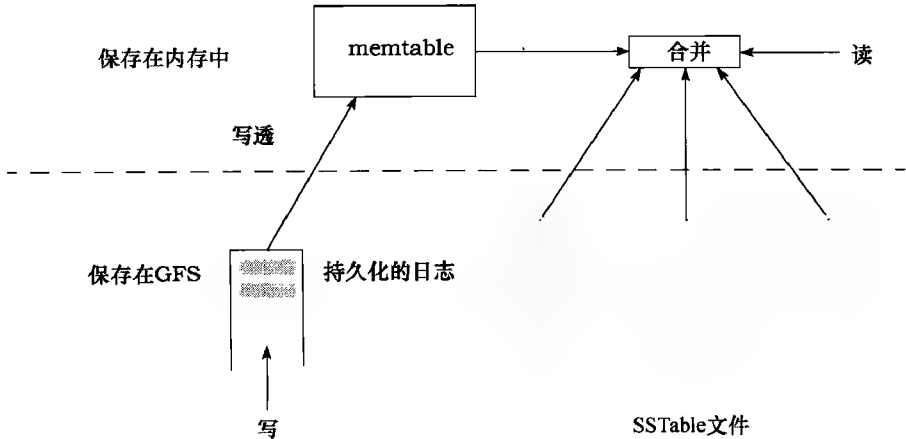 memtable
保存在内存中
合并
读
写透
保存在GFS
持久化的日志
写
SSTable文件